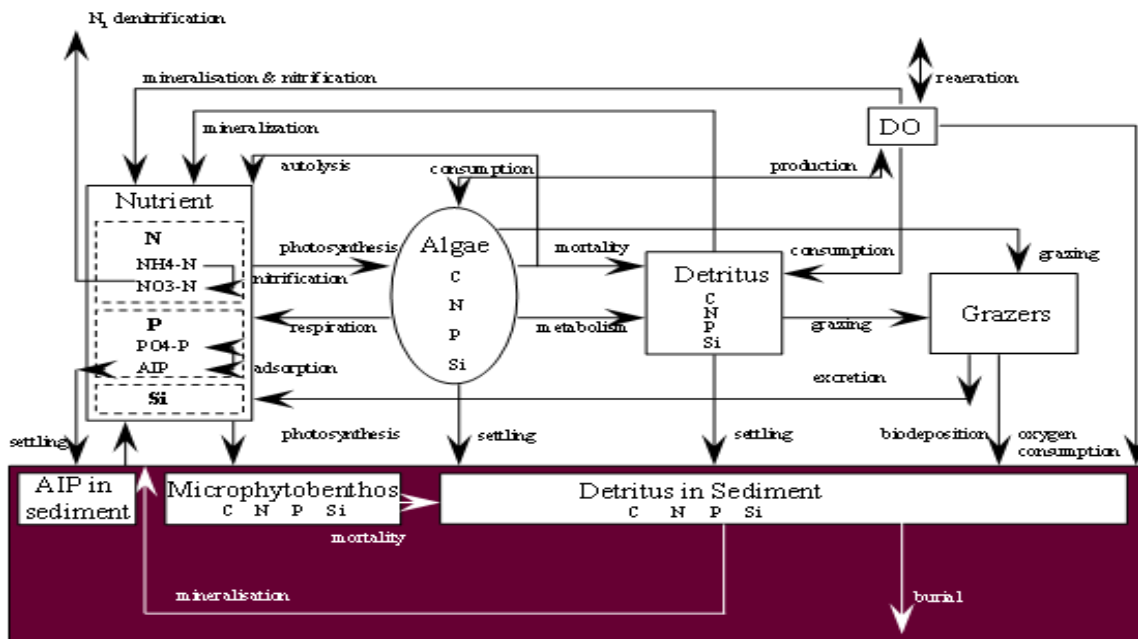 N2 denitrification
mineralisation & nitrification
reaeration
mineralization
DO
autolysis
consumption
production
Nutrient
N
NH4-N
NO3-N
nitrification
photosynthesis
Algae
C
N
P
Si
mortality
consumption
grazing
Detritus
C
N
P
Si
Grazers
P
PO4-P
AIP
respiration
metabolism
grazing
adsorption
excretion
Si
settling
photosynthesis
settling
settling
biodeposition
oxygen
consumption
AIP in
sediment
Microphytobenthos
C N P Si
Detritus in Sediment
C N P Si
mortality
mineralisation
burial